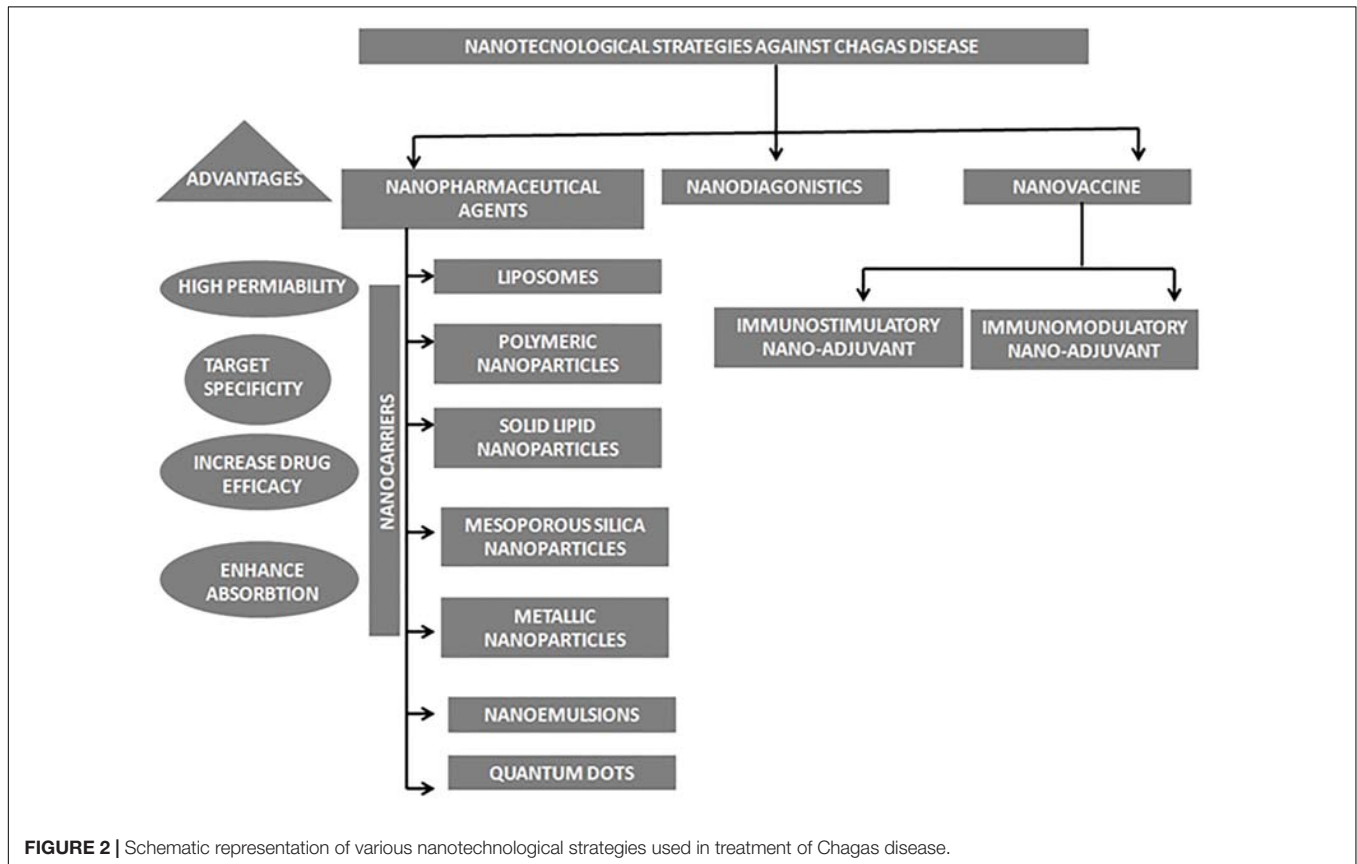 NANOTECNOLOGICAL STRATEGIES AGAINST CHAGAS DISEASE
ADVANTAGES
NANOPHARMACEUTICAL
AGENTS
NANODIAGONISTICS
NANOVACCINE
HIGH PERMIABILITY
TARGET
SPECIFICITY
INCREASE DRUG
EFFICACY
ENHANCE
ABSORBTION
NANOCARRIERS
LIPOSOMES
POLYMERIC
NANOPARTICLES
SOLID LIPID
NANOPARTICLES
MESOPOROUS SILICA
NANOPARTICLES
METALLIC
NANOPARTICLES
NANOEMULSIONS
QUANTUM DOTS
IMMUNOSTIMULATORY
NANO-ADJUVANT
IMMUNOMODULATORY
NANO-ADJUVANT
FIGURE 2 | Schematic representation of various nanotechnological strategies used in treatment of Chagas disease.